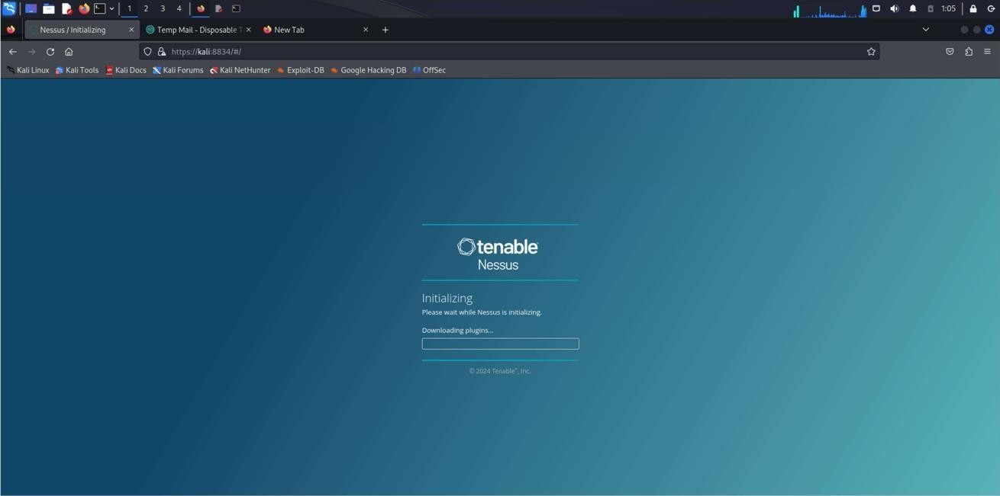 1 2 3 4 1:05
Nessus / Initializing Temp Mail - Disposable T New Tab
https://kali:8834/#/
Kali Linux Kali Tools Kali Docs Kali Forums Kali NetHunter Exploit-DB Google Hacking DB OffSec
tenable
Nessus
Initializing
Please wait while Nessus is initializing.
Downloading plugins...
© 2024 Tenable™, Inc.